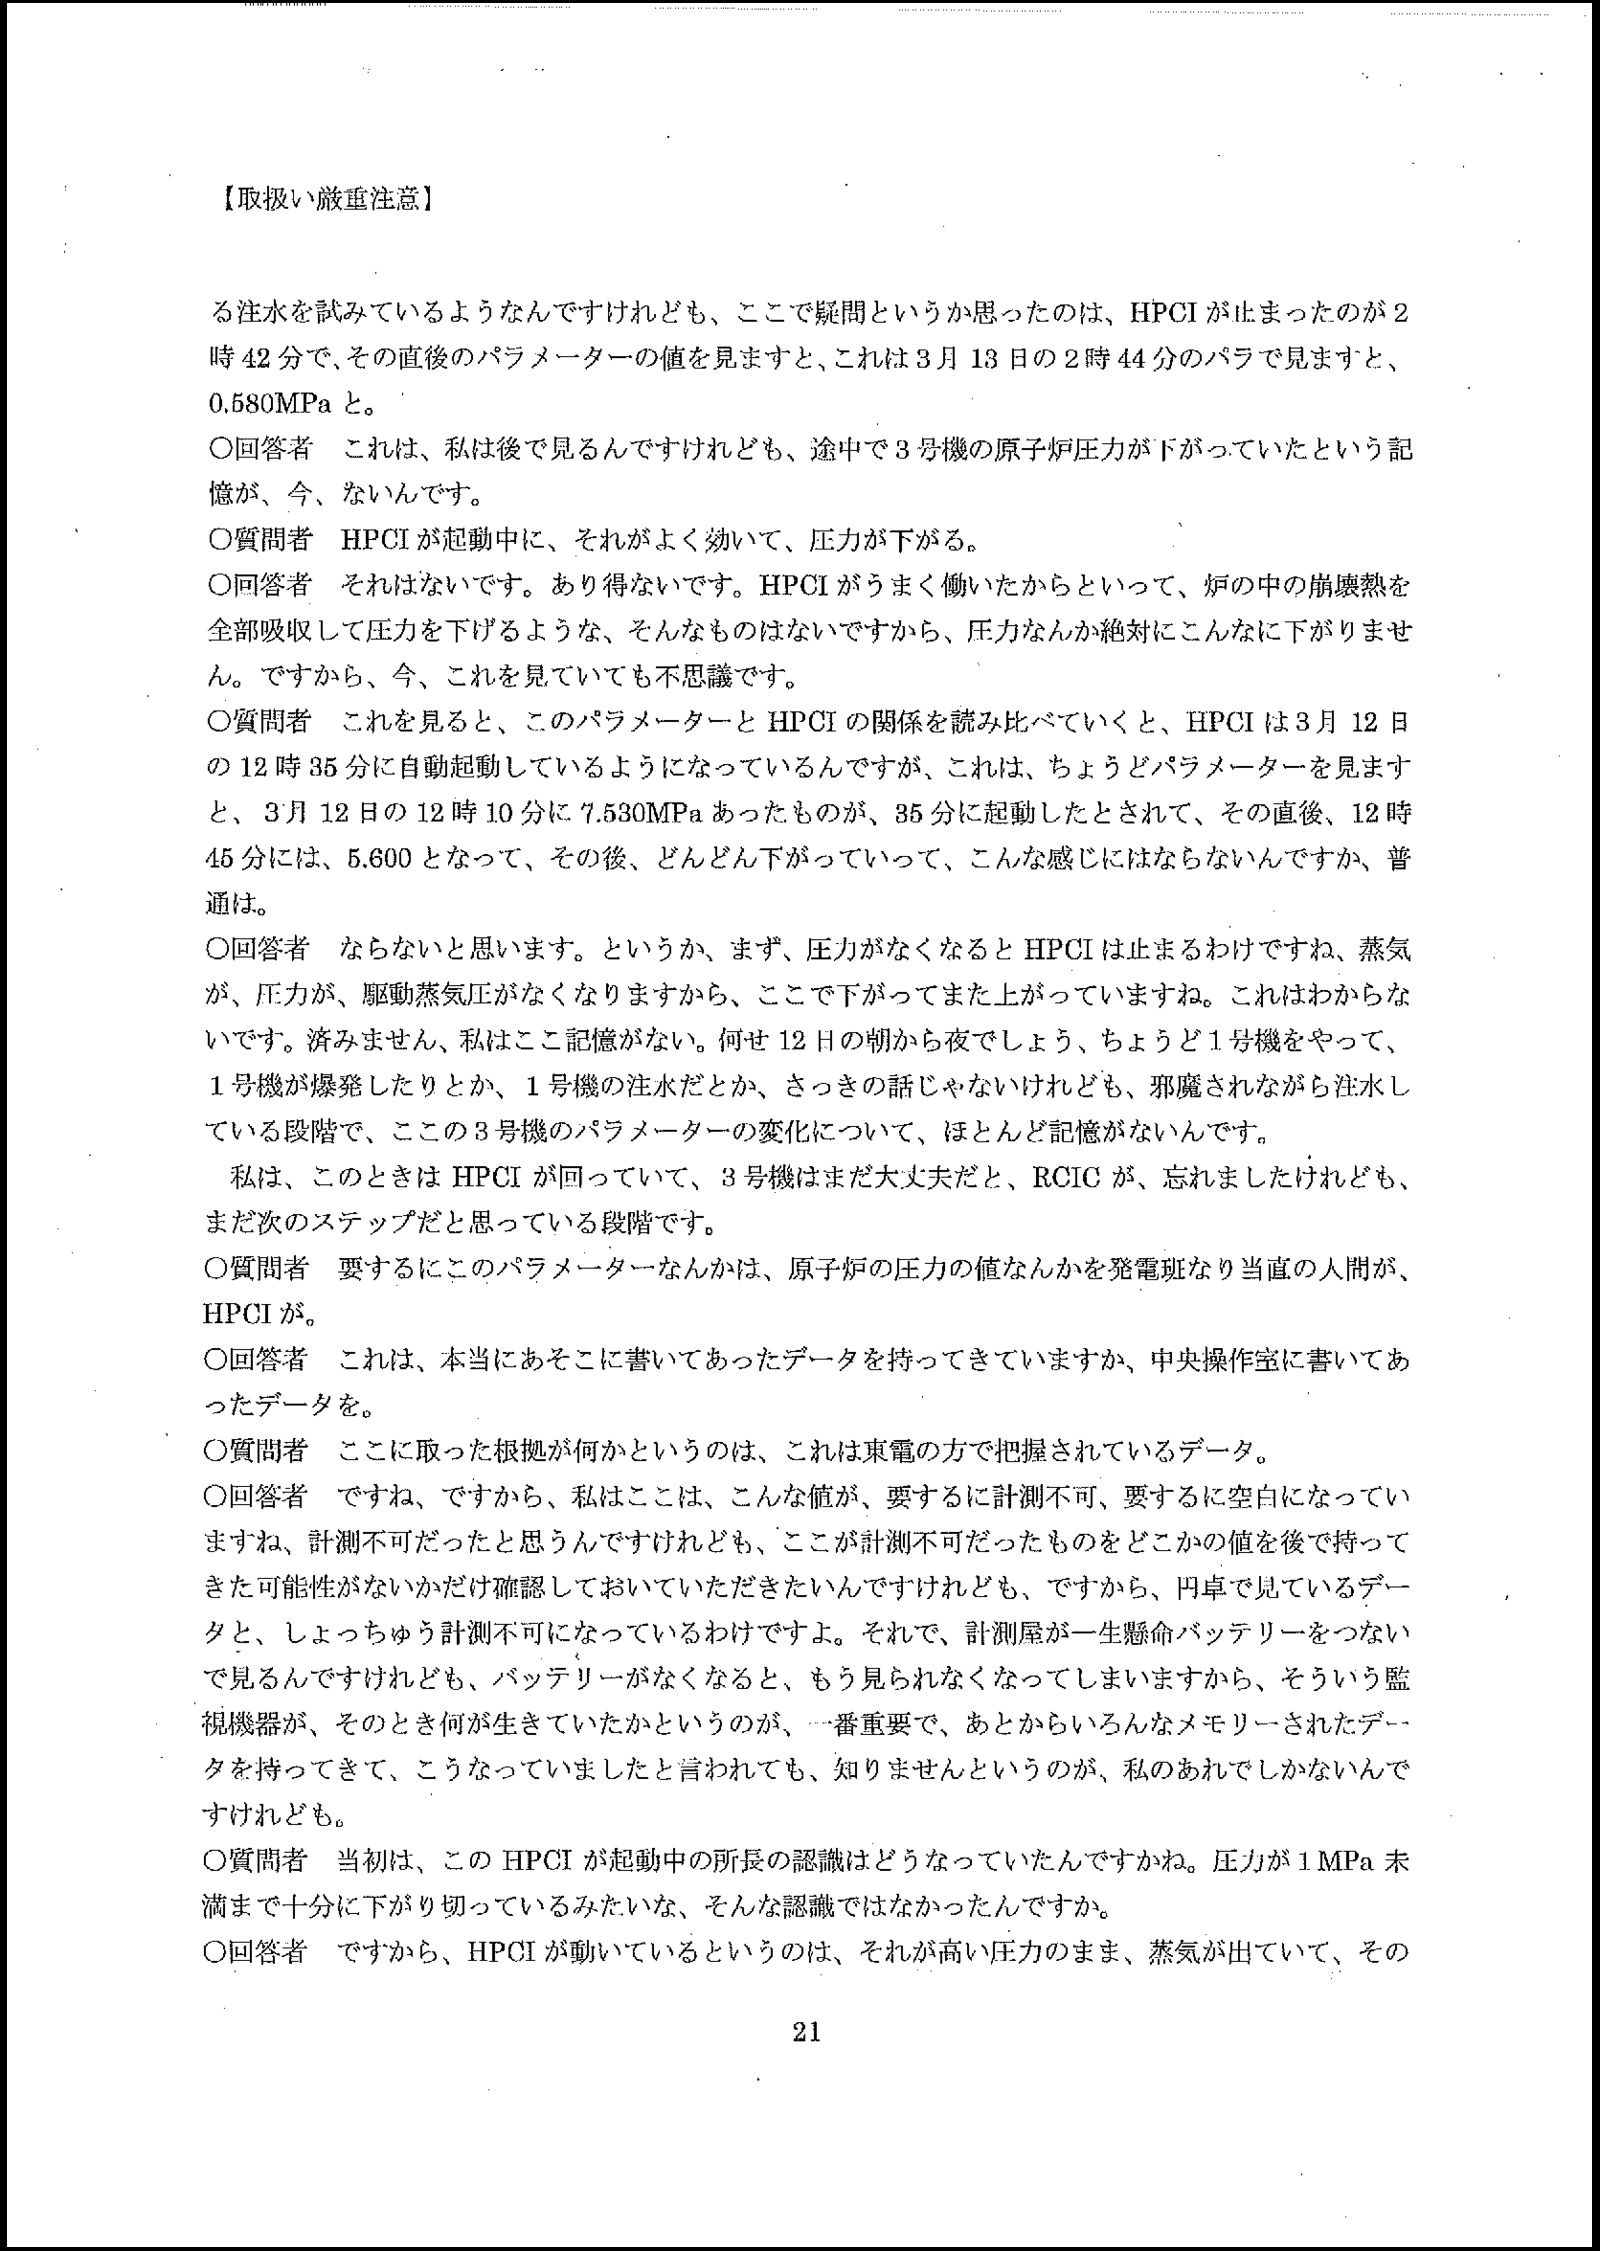 【取扱い厳重注意】
る注水を試みているようなんですけれども、ここで疑問というか思ったのは、HPCI が止まったのが２
時 42 分で、その直後のパラメーターの値を見ますと、これは３月 13 日の２時 44 分のパラで見ますと、
0.580MPa と。
○回答者　これは、私は後で見るんですけれども、途中で３号機の原子炉圧力が下がっていたという記
憶が、今、ないんです。
○質問者　HPCI が起動中に、それがよく効いて、圧力が下がる。
○回答者　それはないです。あり得ないです。HPCI がうまく働いたからといって、炉の中の崩壊熱を
全部吸収して圧力を下げるような、そんなものはないですから、圧力なんか絶対にこんなに下がりませ
ん。ですから、今、これを見ていても不思議です。
○質問者　これを見ると、このパラメーターと HPCI の関係を読み比べていくと、HPCI は３月 12 日
の 12 時 35 分に自動起動しているようになっているんですが、これは、ちょうどパラメーターを見ます
と、３月 12 日の 12 時 10 分に 7.530MPa あったものが、35 分に起動したとされて、その直後、12 時
45 分には、5.600 となって、その後、どんどん下がっていって、こんな感じにはならないんですか、普
通は。
○回答者　ならないと思います。というか、まず、圧力がなくなると HPCI は止まるわけですね、蒸気
が、圧力が、駆動蒸気圧がなくなりますから、ここで下がってまた上がっていますね。これはわからな
いです。済みません、私はここ記憶がない。何せ 12 日の朝から夜でしょう、ちょうど１号機をやって、
１号機が爆発したりとか、１号機の注水だとか、さっきの話じゃないけれども、邪魔されながら注水し
ている段階で、ここの３号機のパラメーターの変化について、ほとんど記憶がないんです。
　私は、このときは HPCI が回っていて、３号機はまだ大丈夫だと、RCIC が、忘れましたけれども、
まだ次のステップだと思っている段階です。
○質問者　要するにこのパラメーターなんかは、原子炉の圧力の値なんかを発電班なり当直の人間が、
HPCI が。
○回答者　これは、本当にあそこに書いてあったデータを持ってきていますか、中央操作室に書いてあ
ったデータを。
○質問者　ここに取った根拠が何かというのは、これは東電の方で把握されているデータ。
○回答者　ですね、ですから、私はここは、こんな値が、要するに計測不可、要するに空白になってい
ますね、計測不可だったと思うんですけれども、ここが計測不可だったものをどこかの値を後で持って
きた可能性がないかだけ確認しておいていただきたいんですけれども、ですから、円卓で見ているデー
タと、しょっちゅう計測不可になっているわけですよ。それで、計測屋が一生懸命バッテリーをつない
で見るんですけれども、バッテリーがなくなると、もう見られなくなってしまいますから、そういう監
視機器が、そのとき何が生きていたかというのが、一番重要で、あとからいろんなメモリーされたデー
タを持ってきて、こうなっていましたと言われても、知りませんというのが、私のあれでしかないんで
すけれども。
○質問者　当初は、この HPCI が起動中の所長の認識はどうなっていたんですかね。圧力が１MPa 未
満まで十分に下がり切っているみたいな、そんな認識ではなかったんですか。
○回答者　ですから、HPCI が動いているというのは、それが高い圧力のまま、蒸気が出ていて、その
21